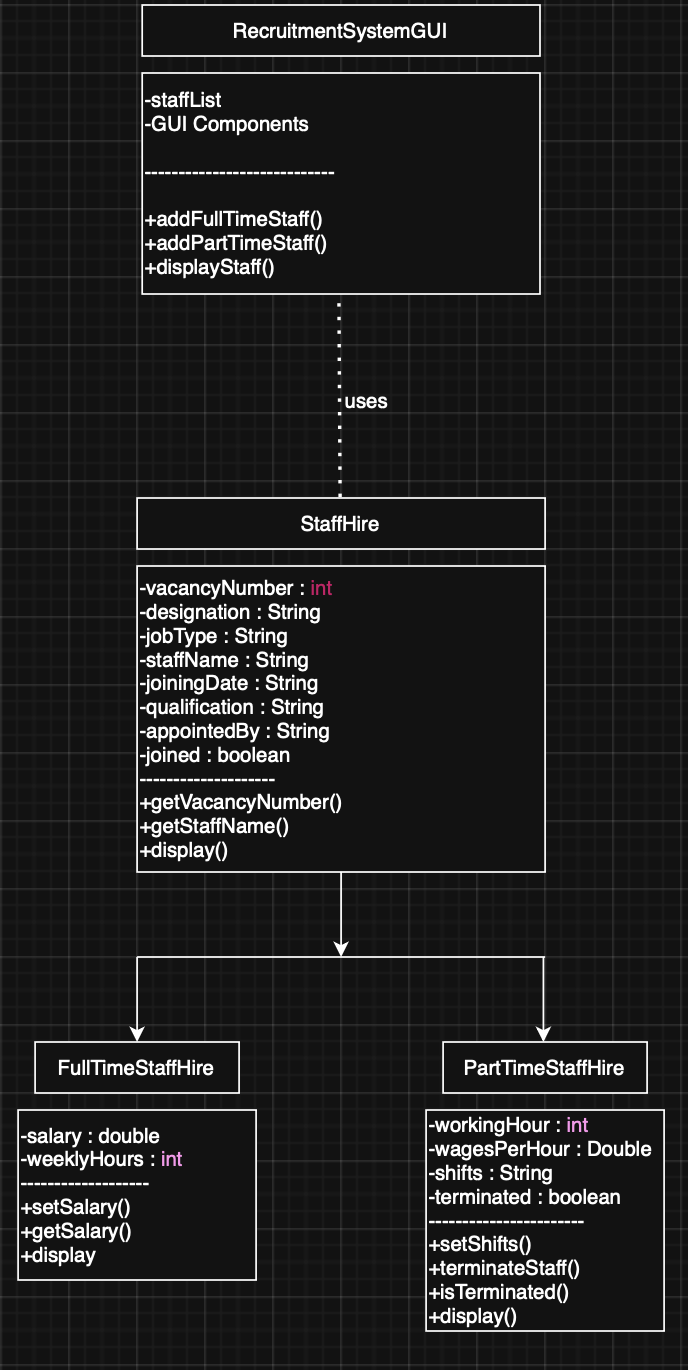 RecruitmentSystemGUI
-staffList
-GUI Components
----------------------------
+addFullTimeStaff()
+addPartTimeStaff()
+displayStaff()
uses
StaffHire
-vacancyNumber : int
-designation : String
-jobType : String
-staffName : String
-joiningDate : String
-qualification : String
-appointedBy : String
-joined : boolean
--------------------
+getVacancyNumber()
+getStaffName()
+display()
FullTimeStaffHire
-salary : double
-weeklyHours : int
-------------------
+setSalary()
+getSalary()
+display
PartTimeStaffHire
-workingHour : int
-wagesPerHour : Double
-shifts : String
-terminated : boolean
-----------------------
+setShifts()
+terminateStaff()
+isTerminated()
+display()